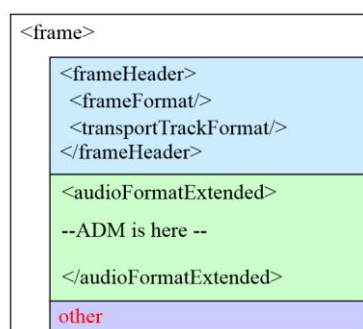 <frame>
<frameHeader>
<frameFormat/>
<transportTrackFormat/>
</frameHeader>
<audioFormatExtended>
--ADM is here --
</audioFormatExtended>
other